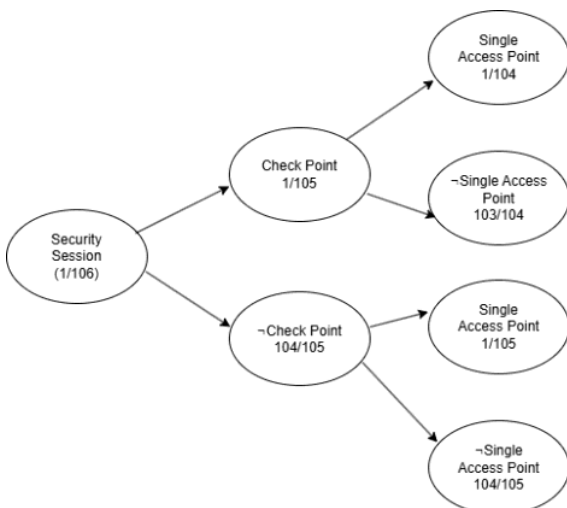 Single
Access Point
1/104
Check Point
1/105
¬Single Access
Point
103/104
Security
Session
(1/106)
Single
Access Point
1/105
¬Check Point
104/105
¬Single
Access Point
104/105